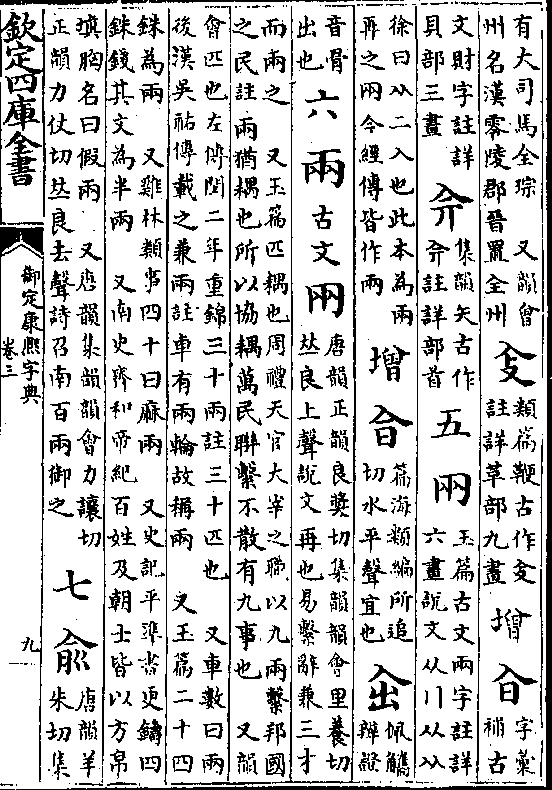 有大司馬全琮 又韻會
州名漢零陵郡晉置全州
類篇鞭古作
註詳革部九畫
增
字彙
補古
文財字註詳
貝部三畫
集韻矢古作
註詳部首
五
玉篇古文兩字註詳
六畫說文从川从从
徐曰从二入也此本為兩
再之兩今經傳皆作兩
增
篇海類編所追
切水平聲宜也
佩觿
辯證
音骨
出也
六
兩
古文
㒳
唐韻正韻良奬切集韻韻會里養切
𠀤良上聲說文再也易繫辭兼三才
而兩之 又玉篇匹耦也周禮天官大宰之職以九兩繫邦國
之民註兩猶耦也所以協耦萬民聯繫不散有九事也 又韻
會匹也左傳閔二年重錦三十兩註三十匹也 又車數曰兩
後漢吳祐傳載之兼兩註車有兩輪故稱兩 又玉篇二十四
銖為兩 又雞林類事四十曰麻兩 又史記平準書更鑄四
銖錢其文為半兩 又南史齊和帝紀百姓及朝士皆以方帛
塡胸名曰假兩 又唐韻集韻韻會力讓切
正韻力仗切𠀤良去聲詩召南百兩御之
七
兪
唐韻羊
朱切集
欽定四庫全書
御定康熙字典
卷三
九